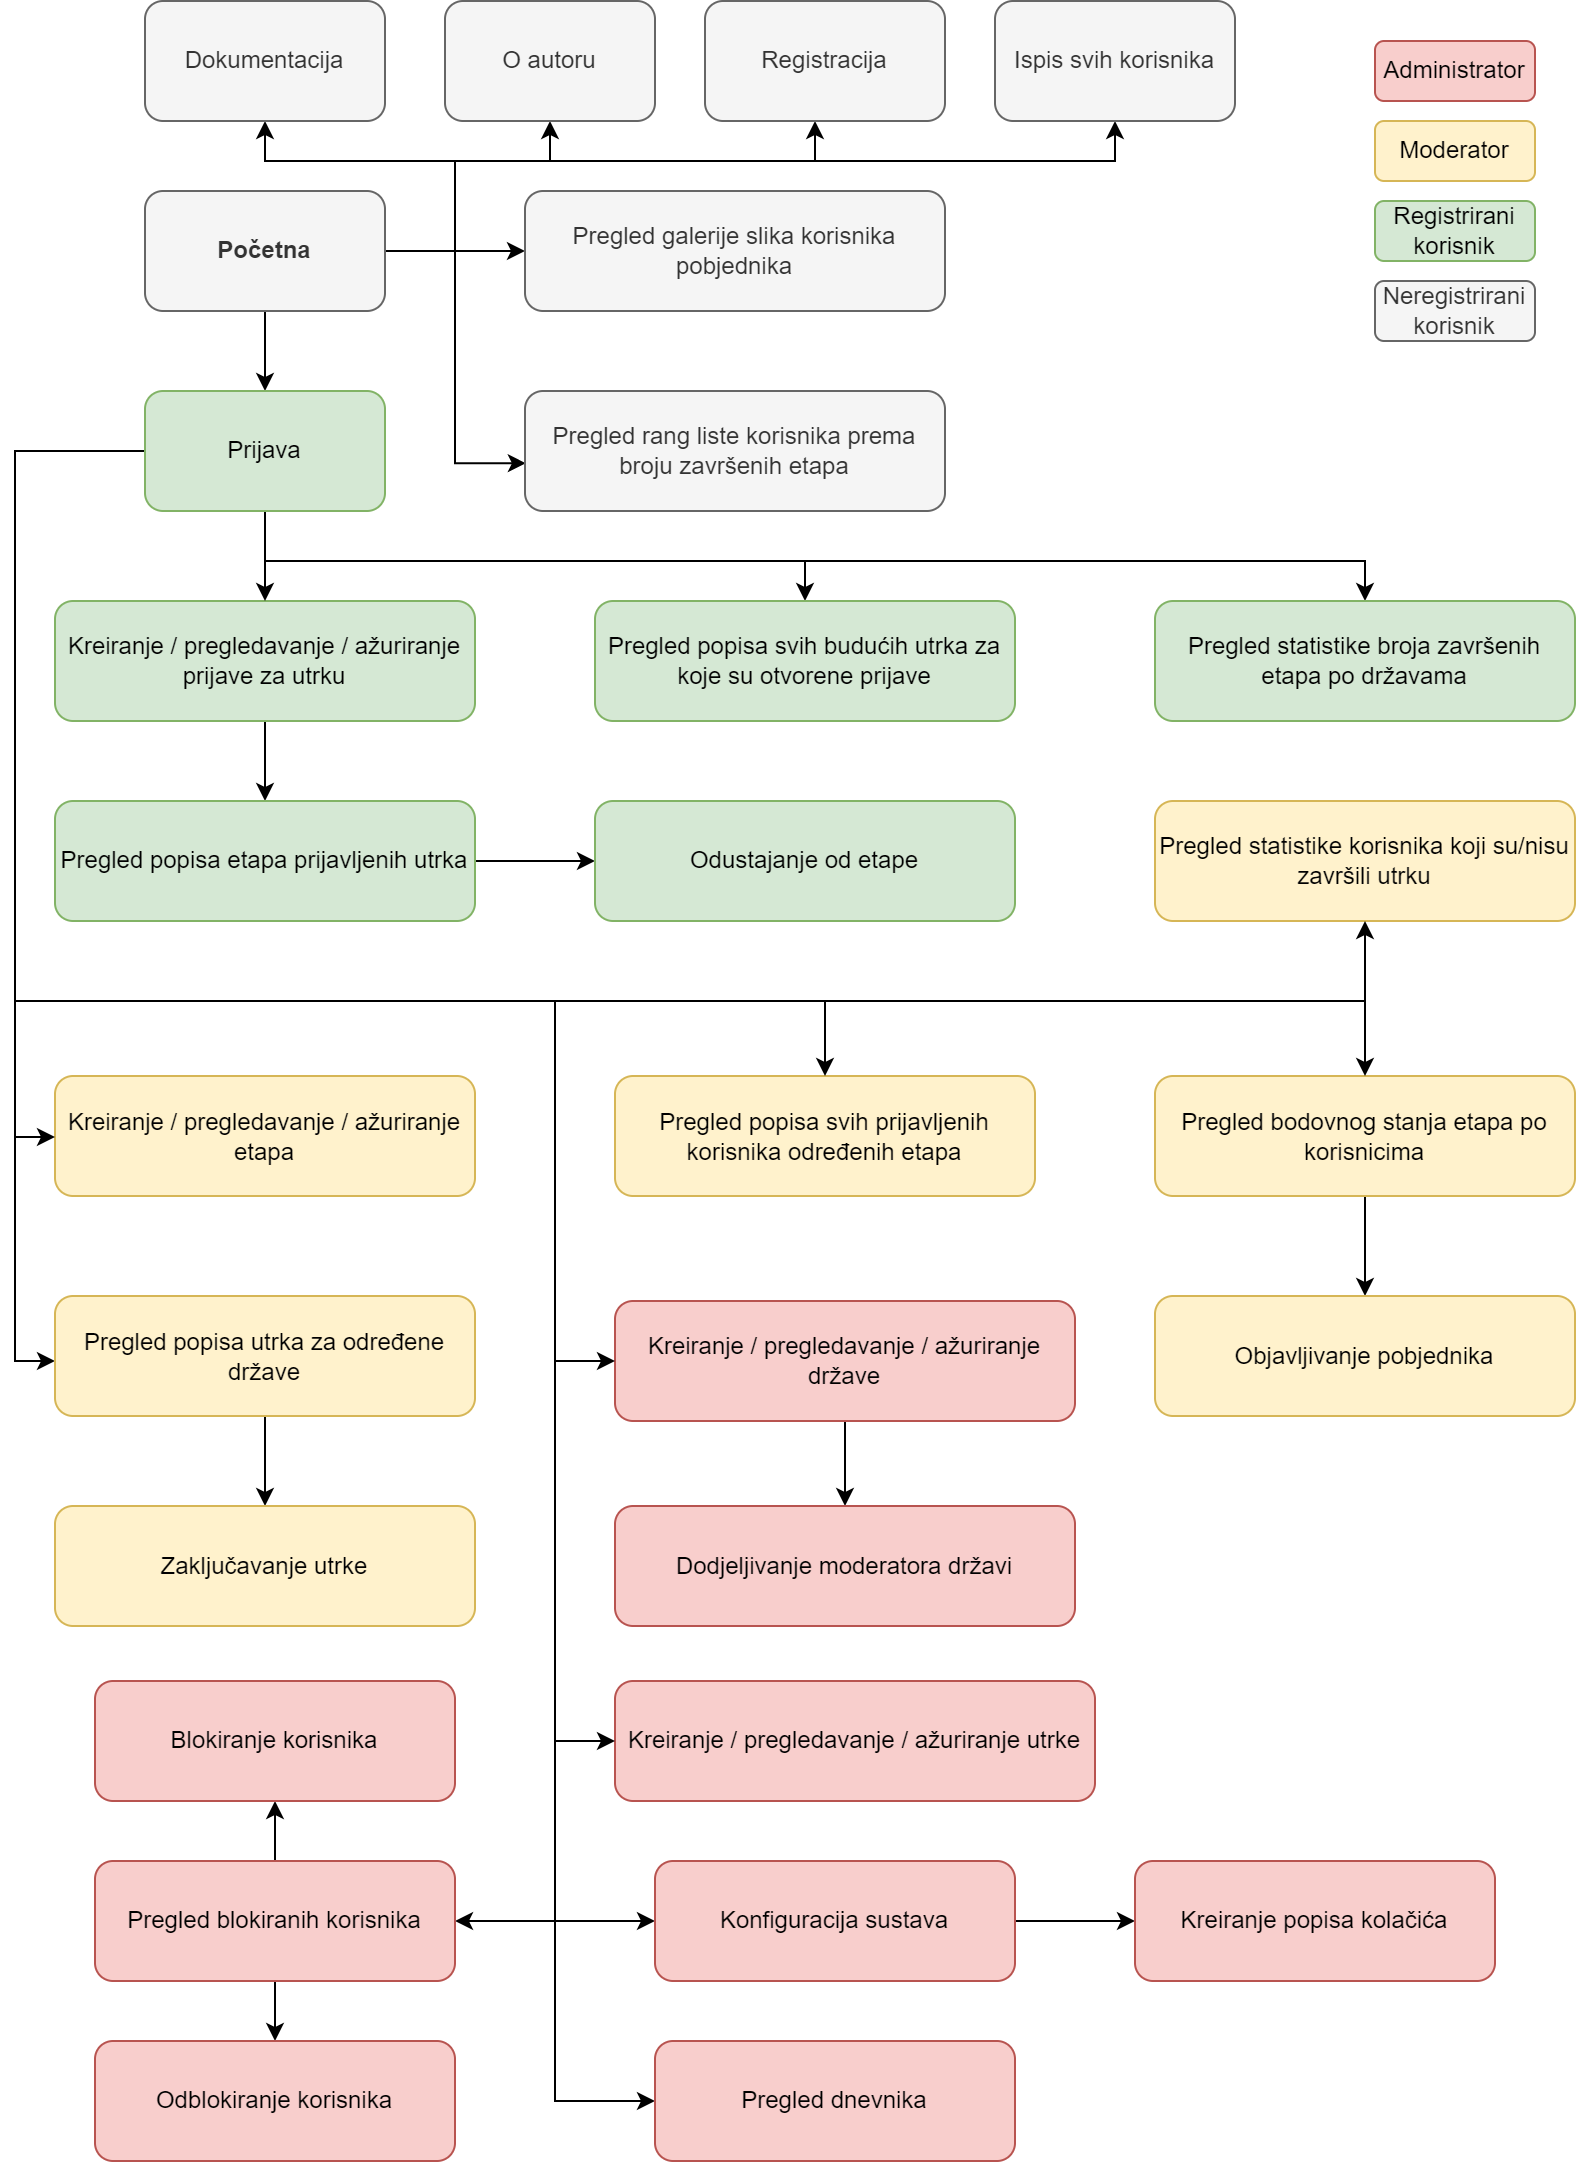 Dokumentacija
O autoru
Registracija
Ispis svih korisnika
Administrator
Moderator
Registrirani
korisnik
Neregistrirani
korisnik
Početna
Pregled galerije slika korisnika
pobjednika
Prijava
Pregled rang liste korisnika prema
broju završenih etapa
Kreiranje / pregledavanje / ažuriranje
prijave za utrku
Pregled popisa svih budućih utrka za
koje su otvorene prijave
Pregled statistike broja završenih
etapa po državama
Pregled popisa etapa prijavljenih utrka
Odustajanje od etape
Pregled statistike korisnika koji su/nisu
završili utrku
Kreiranje / pregledavanje / ažuriranje
etapa
Pregled popisa svih prijavljenih
korisnika određenih etapa
Pregled bodovnog stanja etapa po
korisnicima
Pregled popisa utrka za određene
države
Kreiranje / pregledavanje / ažuriranje
države
Objavljivanje pobjednika
Zaključavanje utrke
Dodjeljivanje moderatora državi
Blokiranje korisnika
Kreiranje / pregledavanje / ažuriranje utrke
Pregled blokiranih korisnika
Konfiguracija sustava
Kreiranje popisa kolačića
Odblokiranje korisnika
Pregled dnevnika